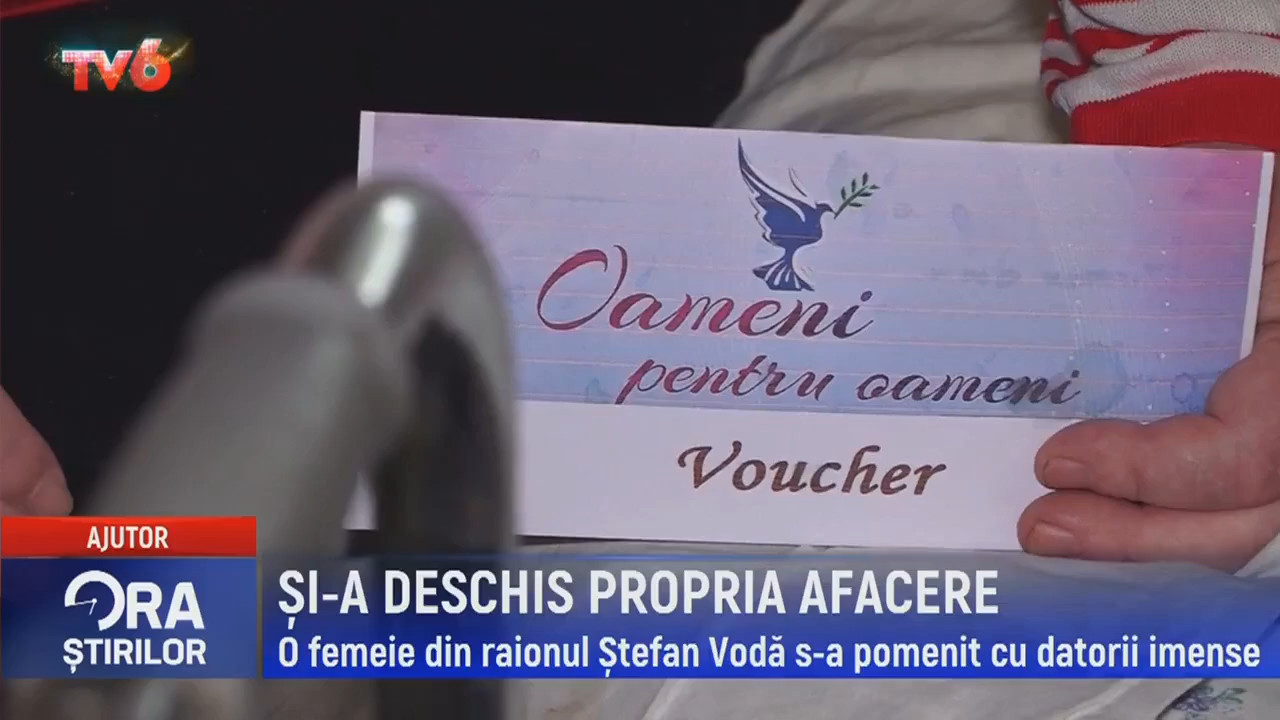 TV6
Oameni
pentru oameni
Voucher
AJUTOR
ORA
ȘTIRILOR
ȘI-A DESCHIS PROPRIA AFACERE
O femeie din raionul Ștefan Vodă s-a pomenit cu datorii imense